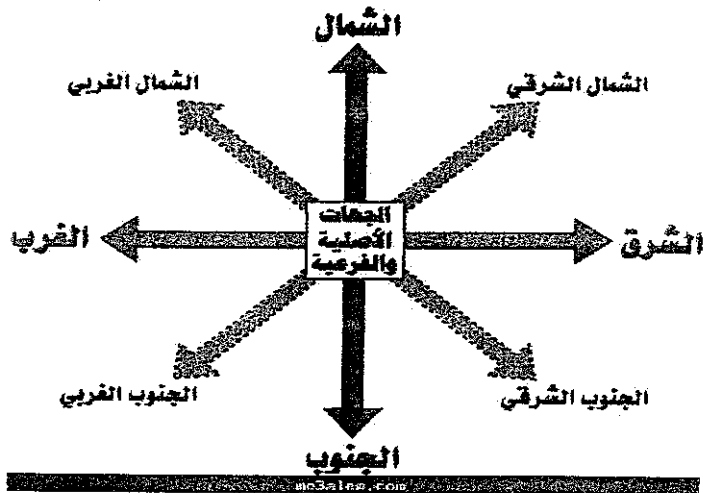 الشمال
الشمال الشرقي
الشمال الغربي
الجهات
الأصلية
والفرعية
الشرق
الغرب
الجنوب الشرقي
الجنوب الغربي
الجنوب